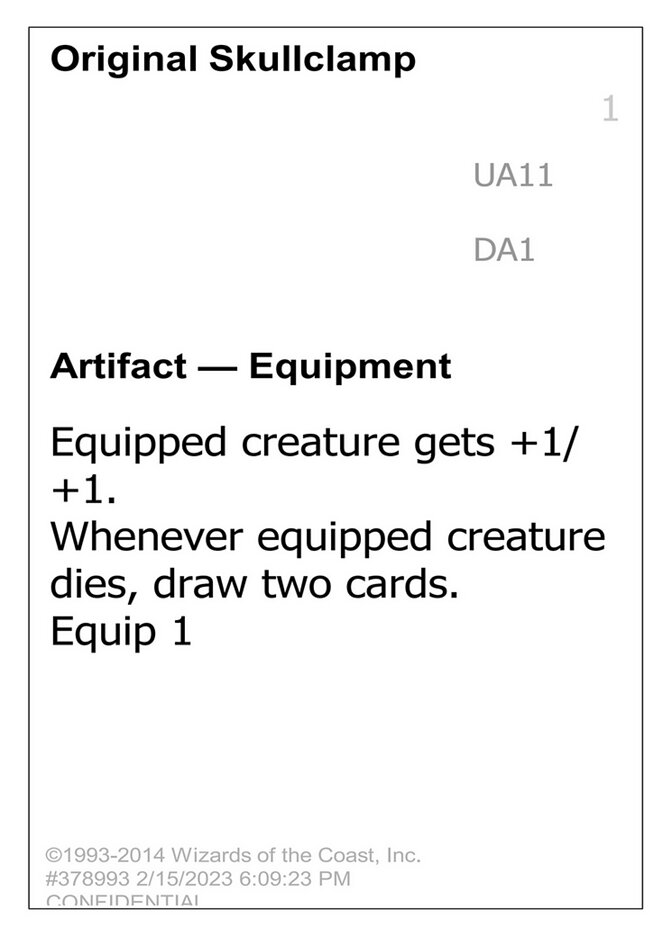 Original Skullclamp
1
UA11
DA1
Artifact — Equipment
Equipped creature gets +1/
+1.
Whenever equipped creature
dies, draw two cards.
Equip 1
©1993-2014 Wizards of the Coast, Inc.
#378993 2/15/2023 6:09:23 PM
CONFIDENTIAL